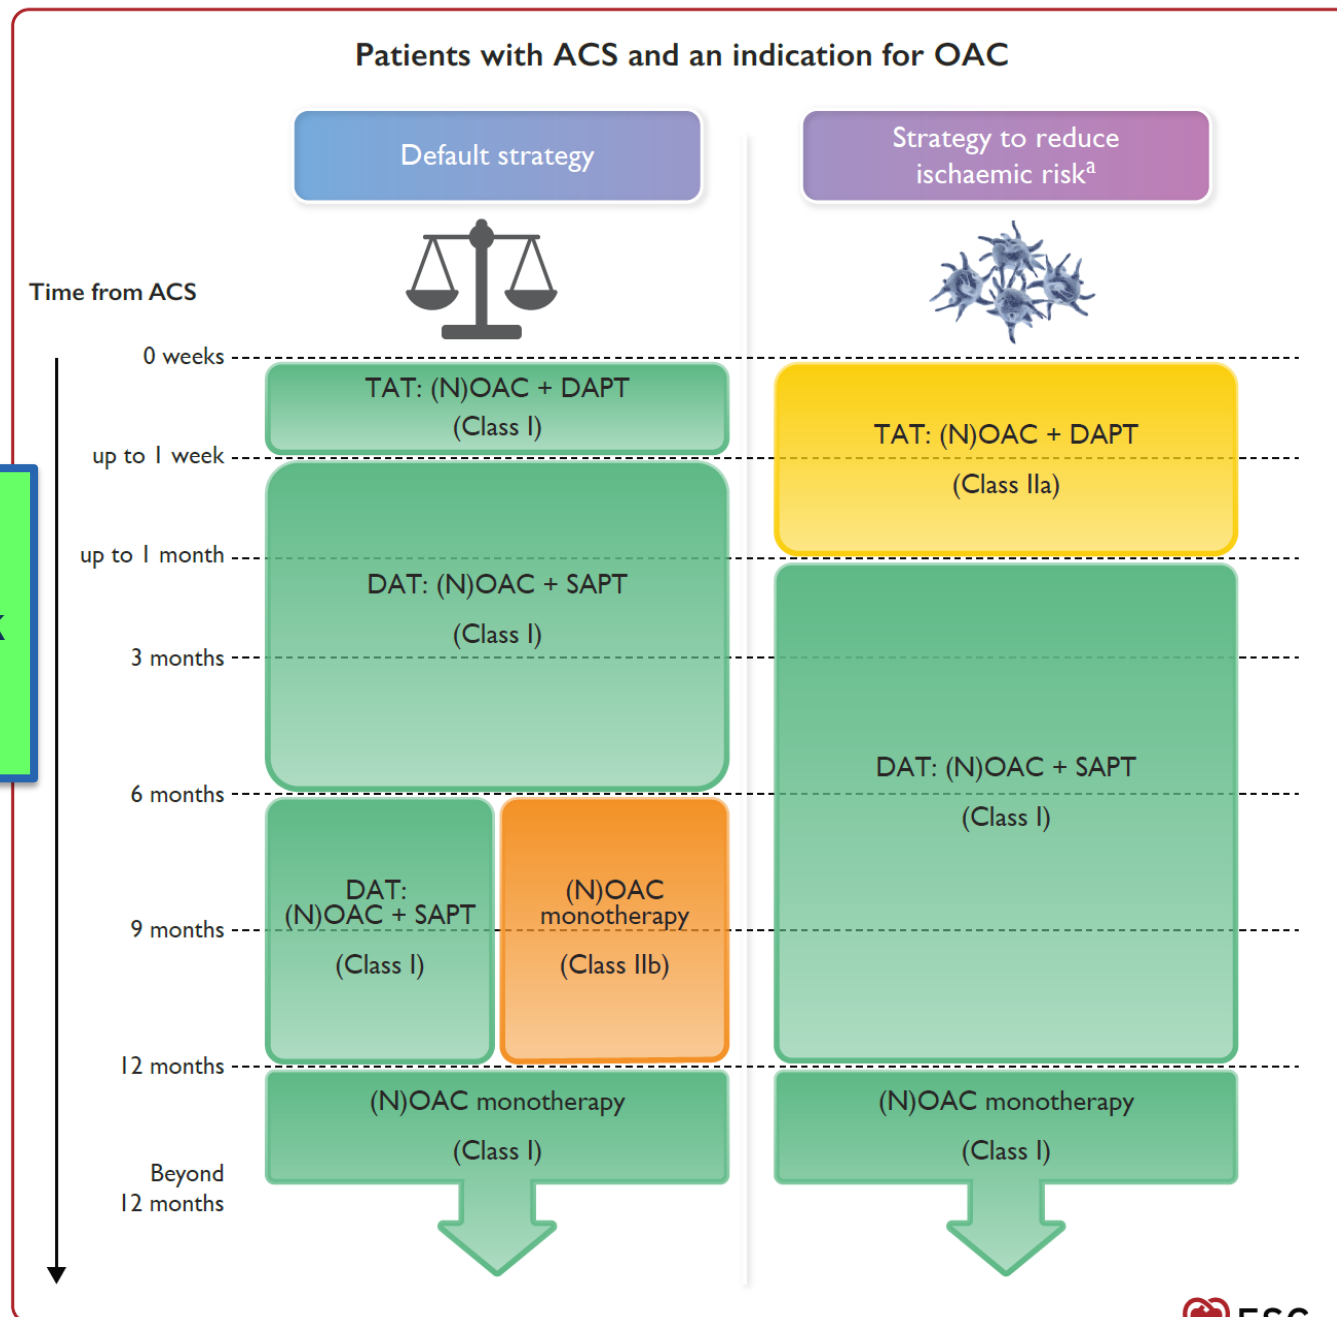 Patients with ACS and an indication for OAC
Default strategy
Strategy to reduce
ischaemic riskᵃ
Time from ACS
0 weeks
TAT: (N)OAC + DAPT
(Class I)
TAT: (N)OAC + DAPT
(Class IIa)
up to 1 week
DAT: (N)OAC + SAPT
(Class I)
up to 1 month
3 months
DAT: (N)OAC + SAPT
(Class I)
6 months
DAT:
(N)OAC + SAPT
(Class I)
(N)OAC
monotherapy
(Class IIb)
9 months
12 months
(N)OAC monotherapy
(Class I)
(N)OAC monotherapy
(Class I)
Beyond
12 months